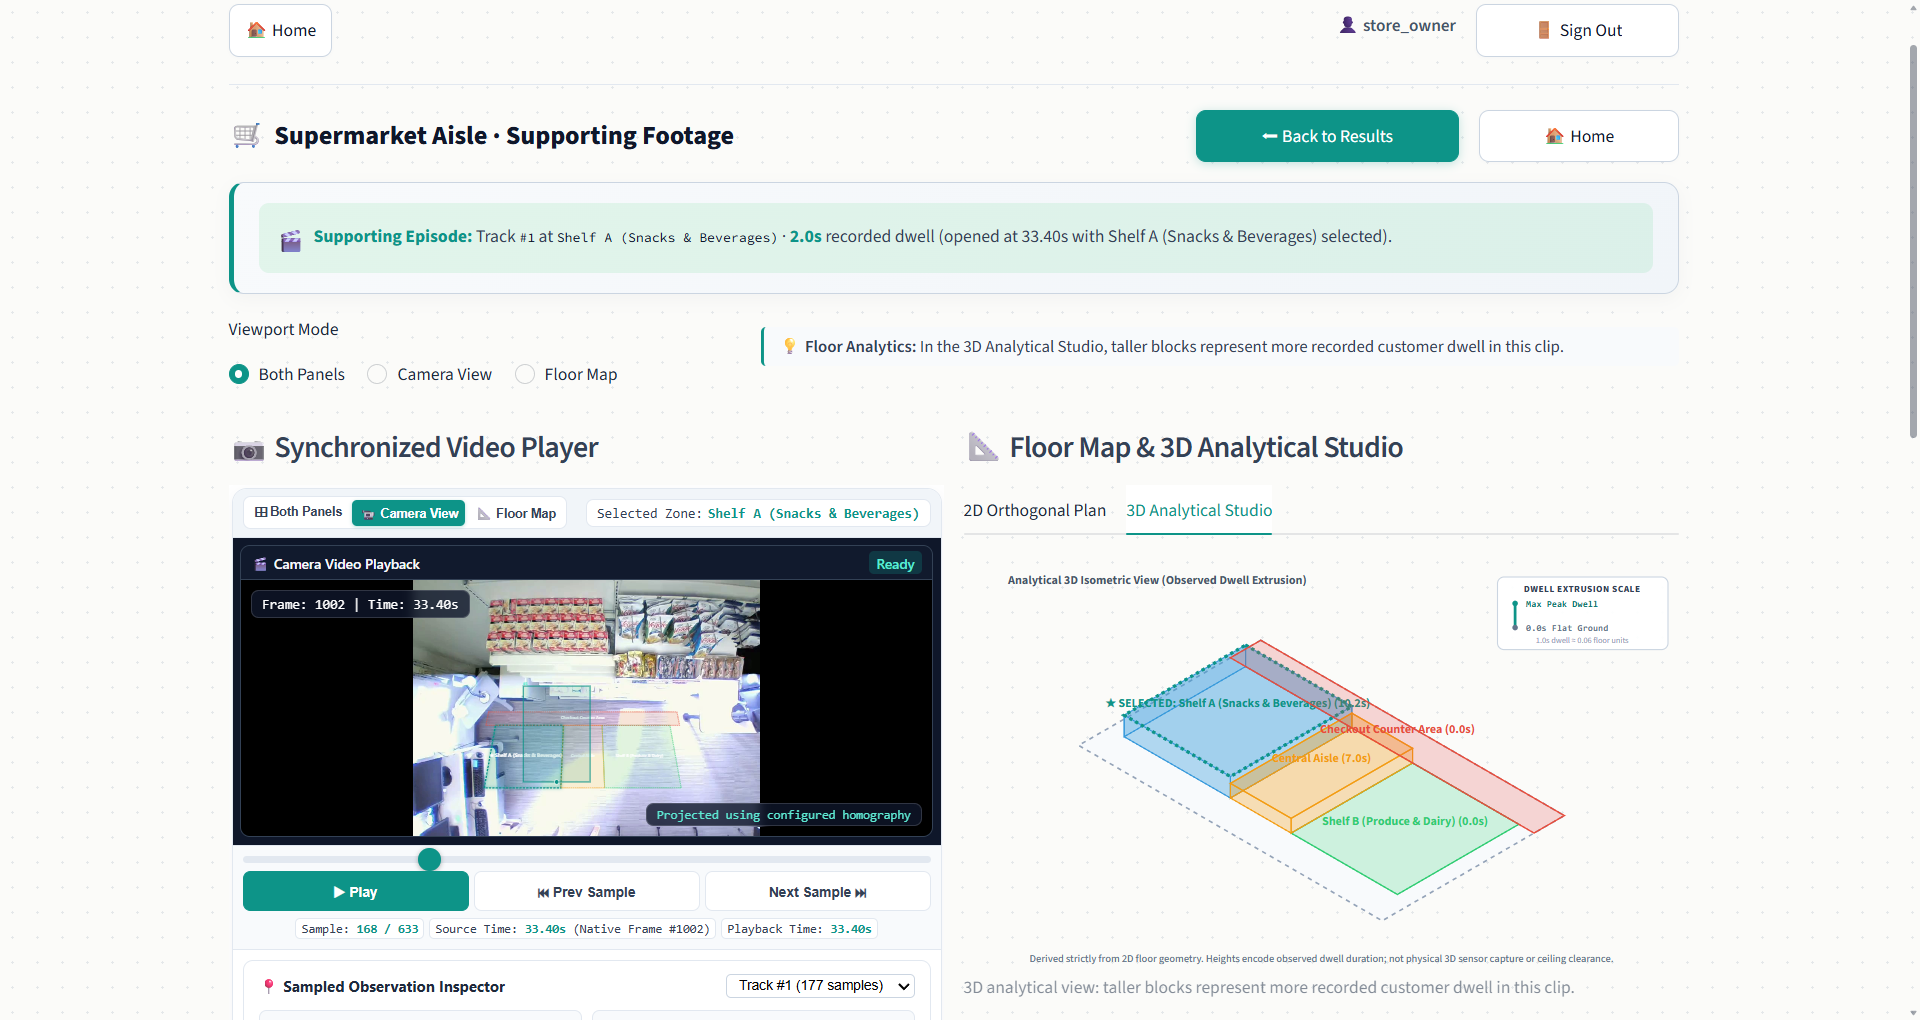 Home
store_owner
Sign Out
Supermarket Aisle · Supporting Footage
Back to Results
Home
Supporting Episode: Track #1 at Shelf A (Snacks & Beverages) · 2.0s recorded dwell (opened at 33.40s with Shelf A (Snacks & Beverages) selected).
Viewport Mode
Floor Analytics: In the 3D Analytical Studio, taller blocks represent more recorded customer dwell in this clip.
Both Panels
Camera View
Floor Map
Synchronized Video Player
Floor Map & 3D Analytical Studio
Both Panels
Camera View
Floor Map
Selected Zone: Shelf A (Snacks & Beverages)
2D Orthogonal Plan
3D Analytical Studio
Camera Video Playback
Ready
Frame: 1002 | Time: 33.40s
Projected using configured homography
Analytical 3D Isometric View (Observed Dwell Extrusion)
DWELL EXTRUSION SCALE
Max Peak Dwell
0.0s Flat Ground
1.0s dwell = 0.06 floor units
★ SELECTED: Shelf A (Snacks & Beverages) (10.2s)
Checkout Counter Area (0.0s)
Central Aisle (7.0s)
Shelf B (Produce & Dairy) (0.0s)
Play
Prev Sample
Next Sample
Sample: 168 / 633
Source Time: 33.40s (Native Frame #1002)
Playback Time: 33.40s
Derived strictly from 2D floor geometry. Heights encode observed dwell duration; not physical 3D sensor capture or ceiling clearance.
3D analytical view: taller blocks represent more recorded customer dwell in this clip.
Sampled Observation Inspector
Track #1 (177 samples)